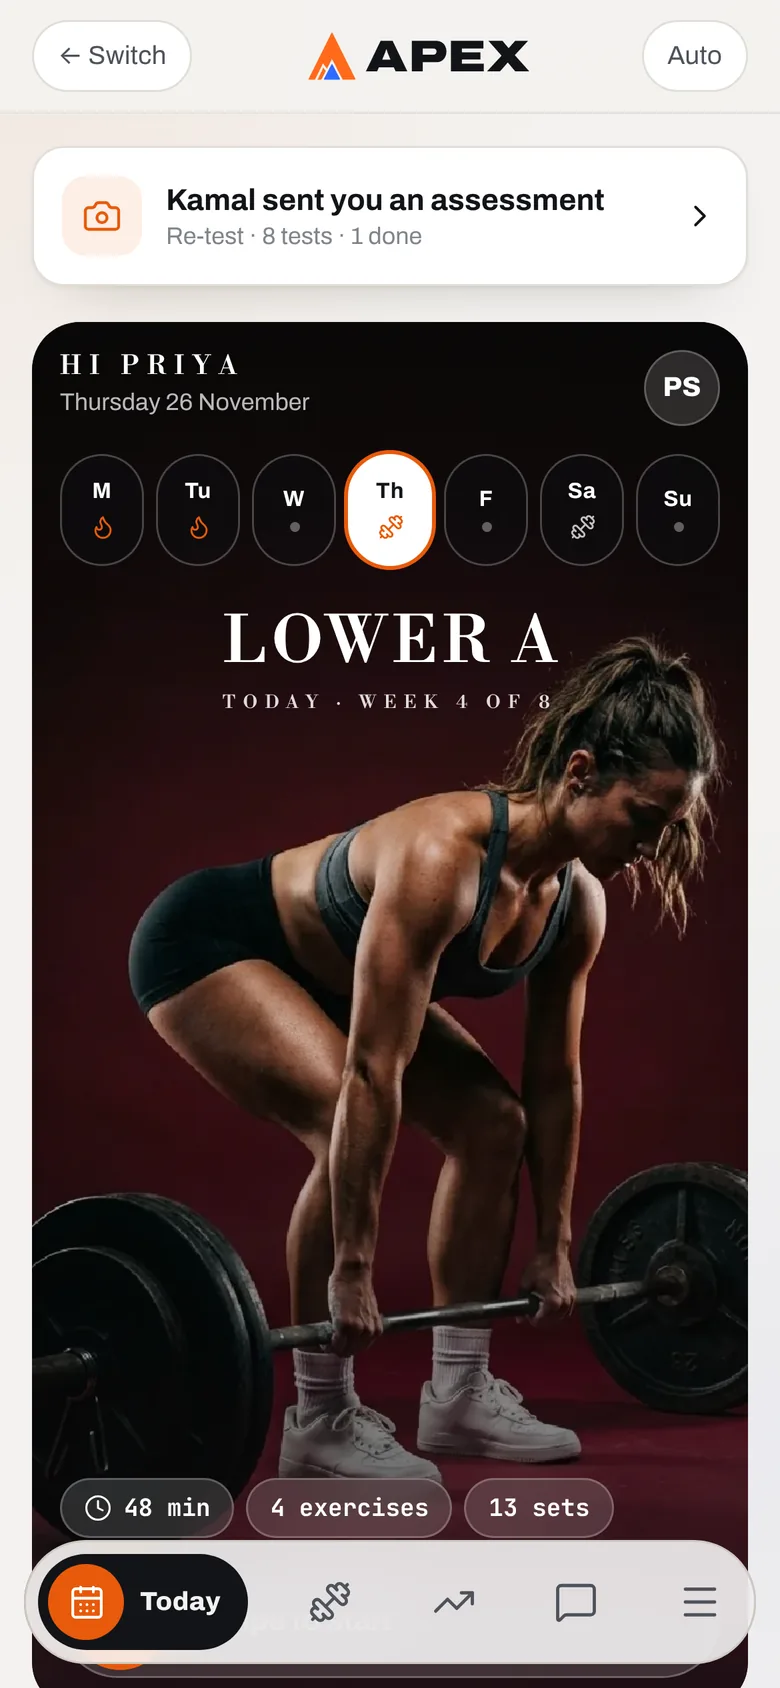 ← Switch
APEX
Auto
Kamal sent you an assessment
Re-test · 8 tests · 1 done
HI PRIYA
Thursday 26 November
PS
M
Tu
W
Th
F
Sa
Su
LOWER A
TODAY · WEEK 4 OF 8
48 min
4 exercises
13 sets
Today